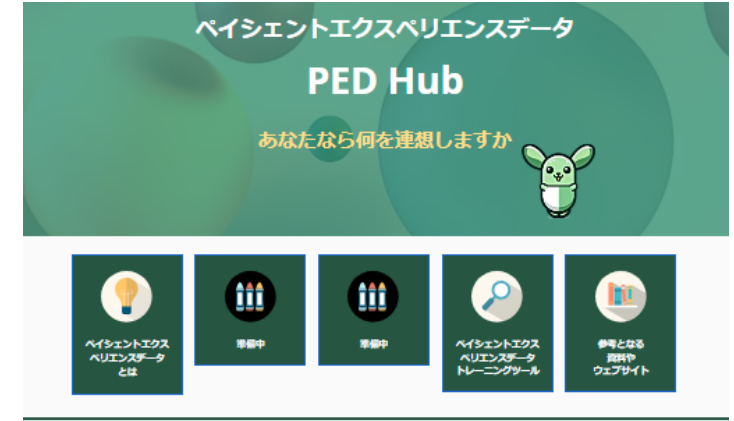 ペイシェントエクスペリエンスデータ
PED Hub
あなたなら何を連想しますか
ペイシェントエクス
ペリエンスデータ
とは
準備中
準備中
ペイシェントエクス
ペリエンスデータ
トレーニングツール
参考となる
資料や
ウェブサイト